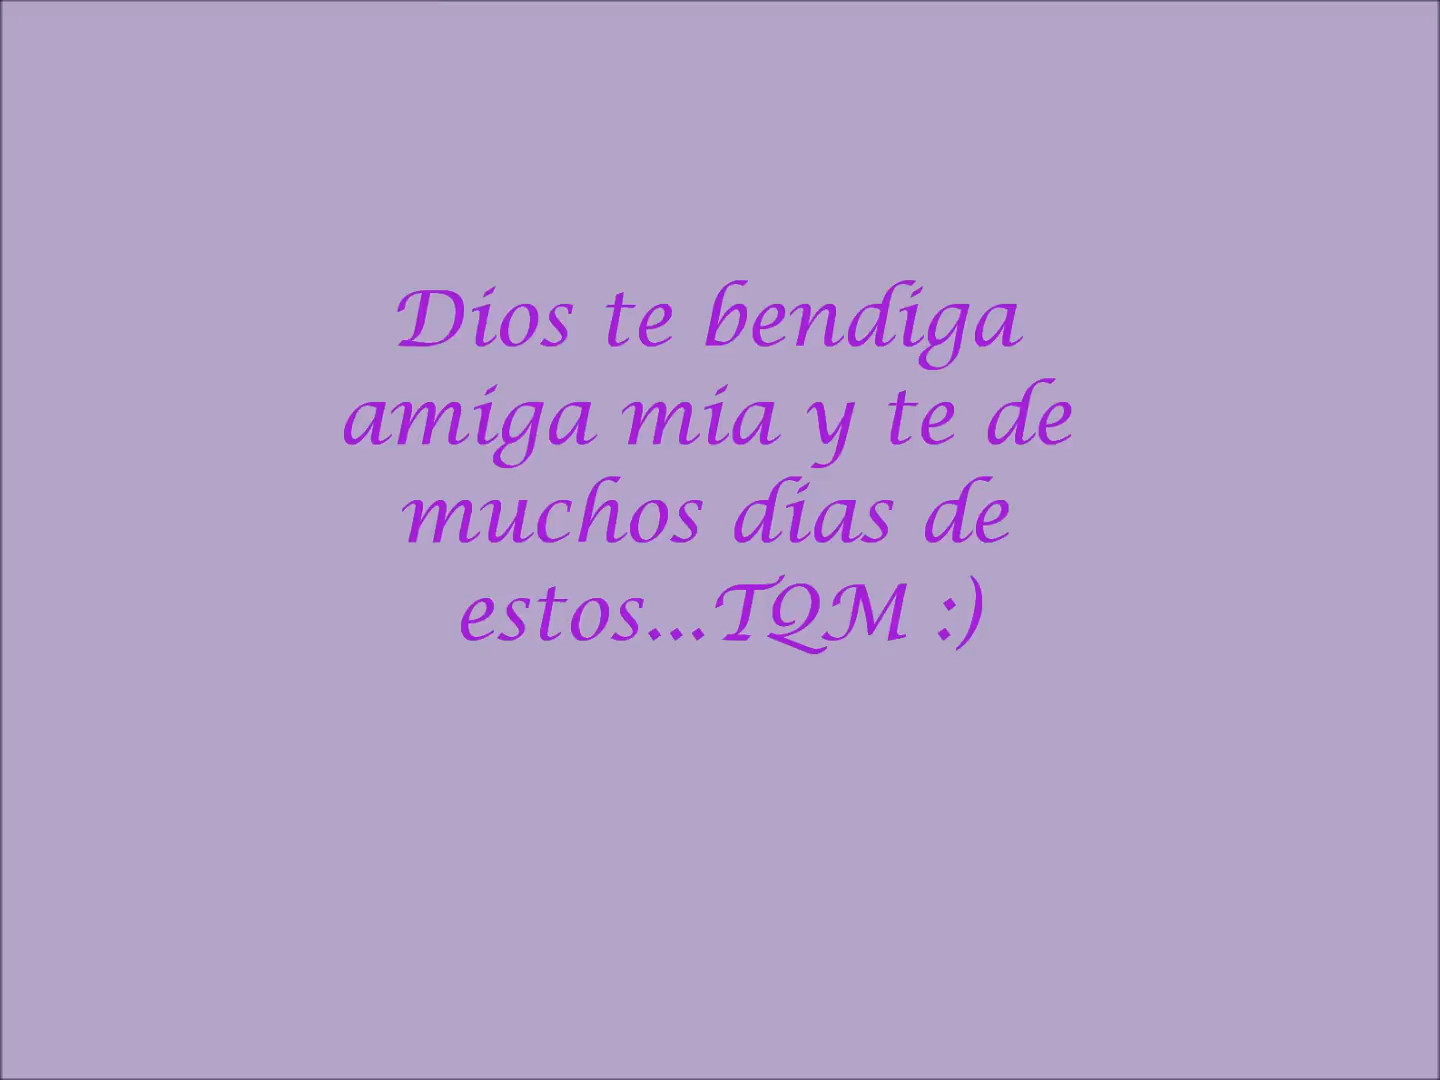 Dios te bendiga
amiga mia y te de
muchos dias de
estos...TQM :)